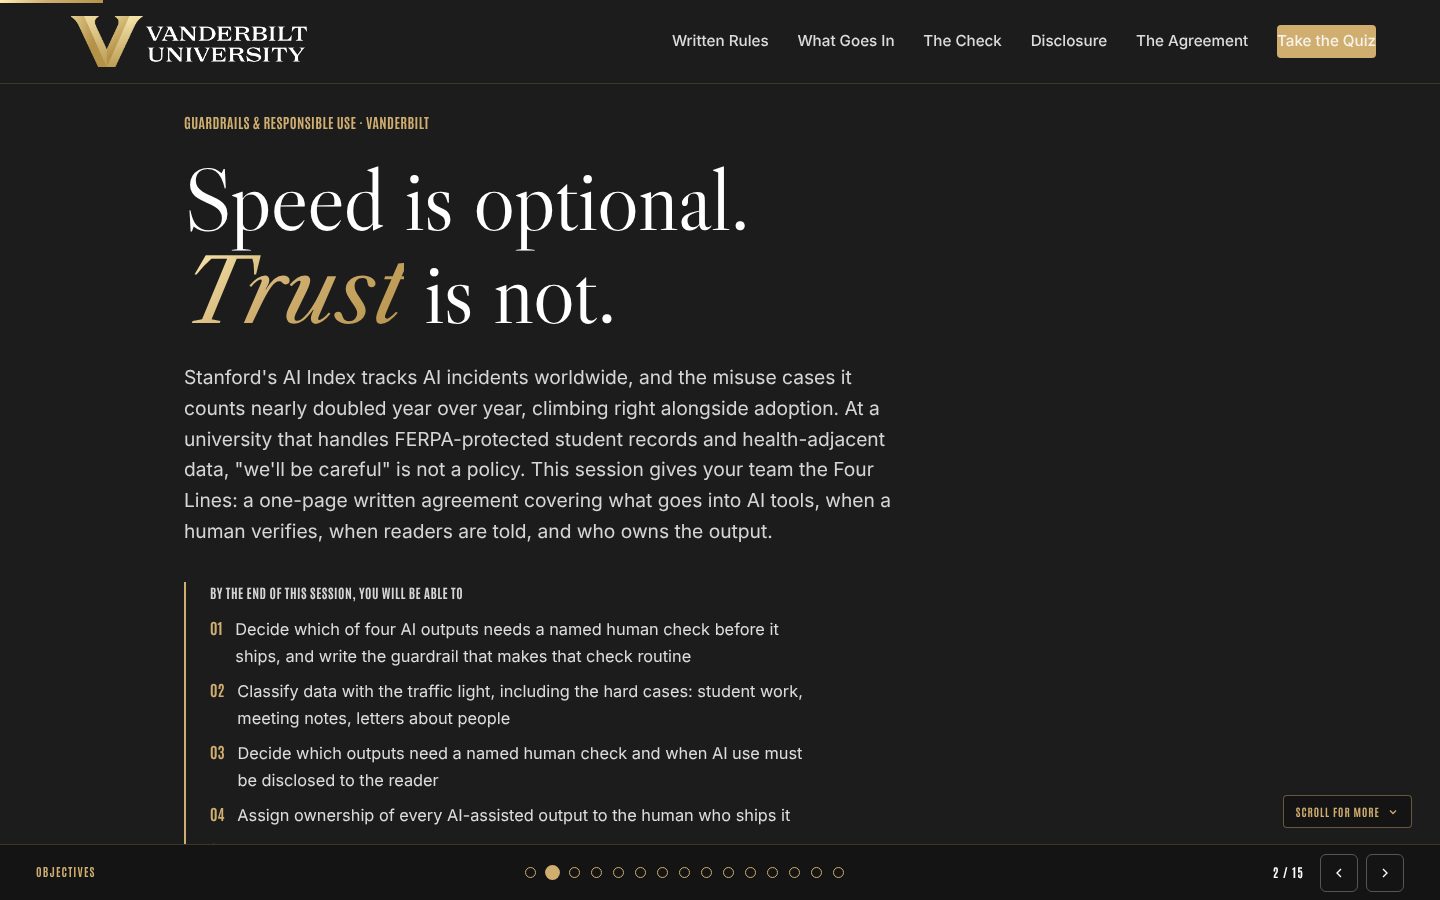 VANDERBILT
UNIVERSITY
Written Rules
What Goes In
The Check
Disclosure
The Agreement
Take the Quiz
GUARDRAILS & RESPONSIBLE USE · VANDERBILT
Speed is optional.
Trust is not.
Stanford's AI Index tracks AI incidents worldwide, and the misuse cases it
counts nearly doubled year over year, climbing right alongside adoption. At a
university that handles FERPA-protected student records and health-adjacent
data, "we'll be careful" is not a policy. This session gives your team the Four
Lines: a one-page written agreement covering what goes into AI tools, when a
human verifies, when readers are told, and who owns the output.
BY THE END OF THIS SESSION, YOU WILL BE ABLE TO
01 Decide which of four AI outputs needs a named human check before it
ships, and write the guardrail that makes that check routine
02 Classify data with the traffic light, including the hard cases: student work,
meeting notes, letters about people
03 Decide which outputs need a named human check and when AI use must
be disclosed to the reader
04 Assign ownership of every AI-assisted output to the human who ships it
SCROLL FOR MORE
OBJECTIVES
2 / 15